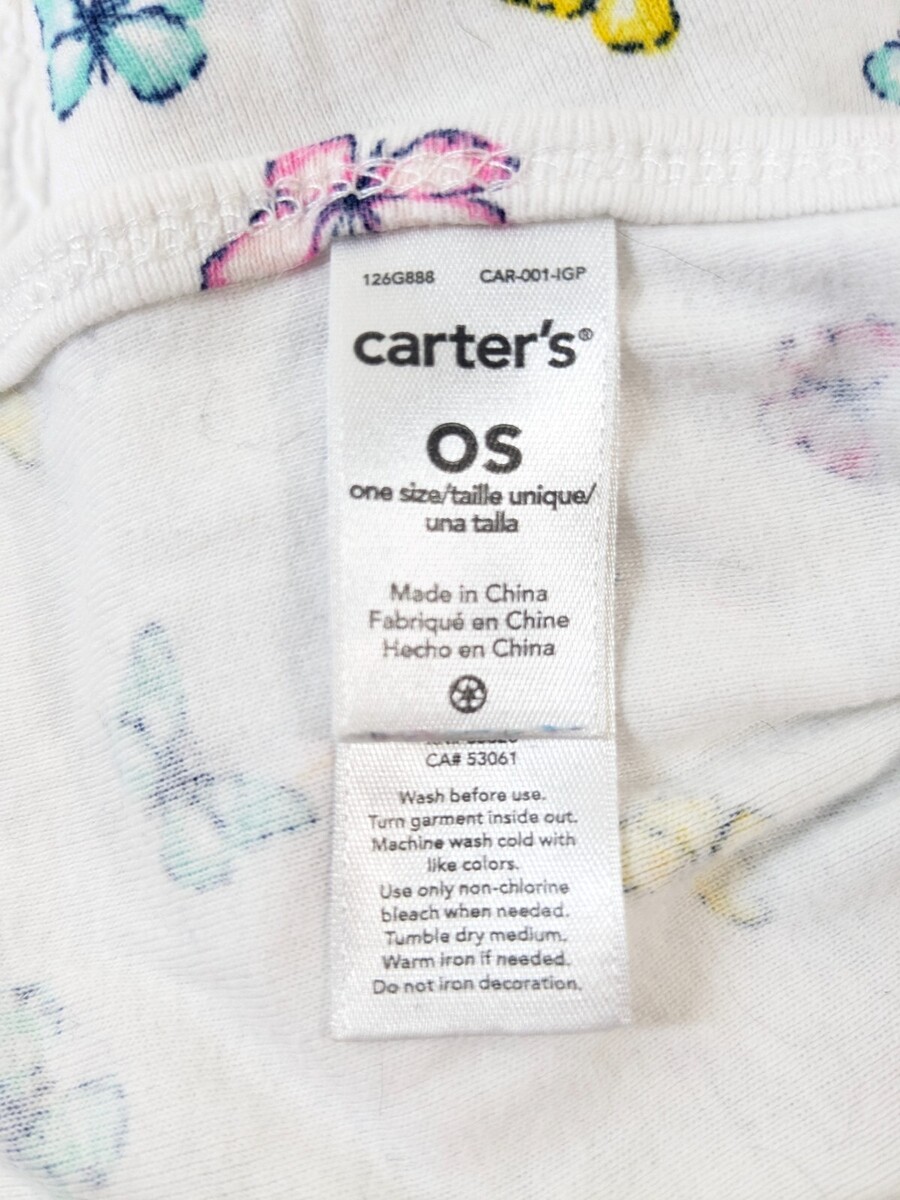 126G888 CAR-001-IGP
carter's®
OS
one size/taille unique/
una talla
Made in China
Fabriqué en Chine
Hecho en China
CA# 53061
Wash before use.
Turn garment inside out.
Machine wash cold with
like colors.
Use only non-chlorine
bleach when needed.
Tumble dry medium.
Warm iron if needed.
Do not iron decoration.